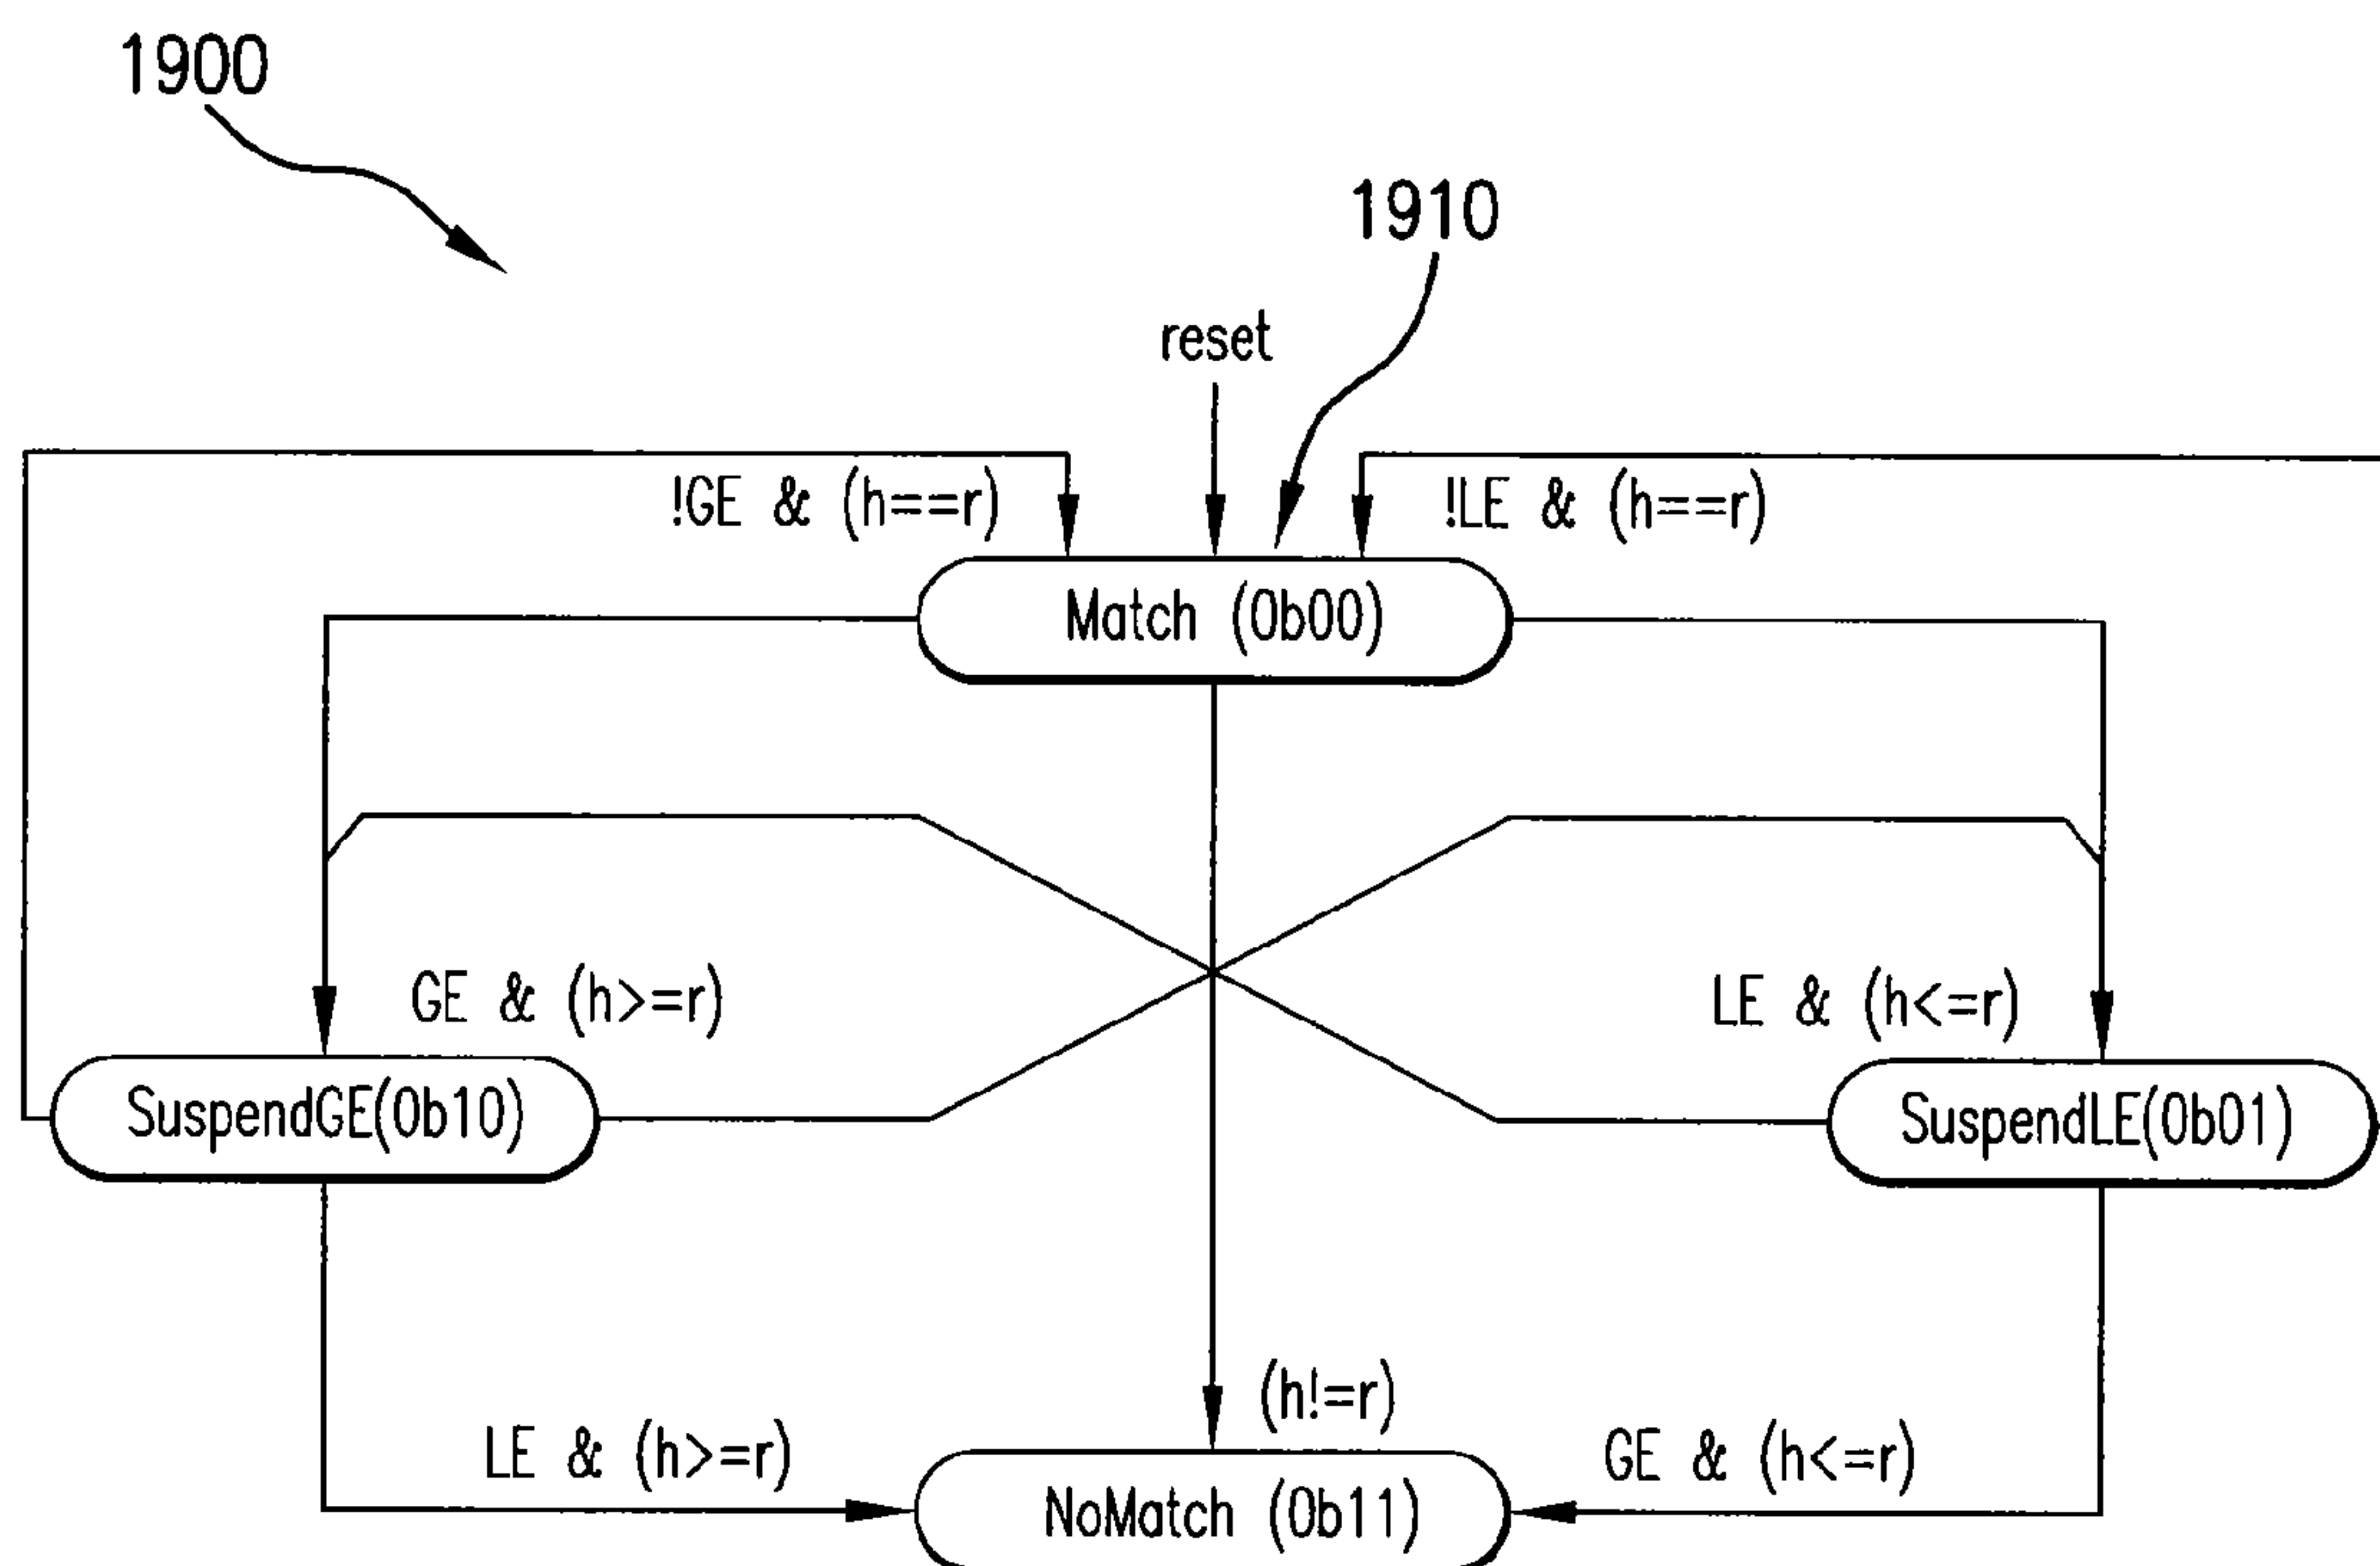 1900
1910
reset
!GE & (h==r)
!LE & (h==r)
Match (0b00)
GE & (h>=r)
LE & (h<=r)
SuspendGE(0b10)
SuspendLE(0b01)
(h!=r)
LE & (h>=r)
GE & (h<=r)
NoMatch (0b11)